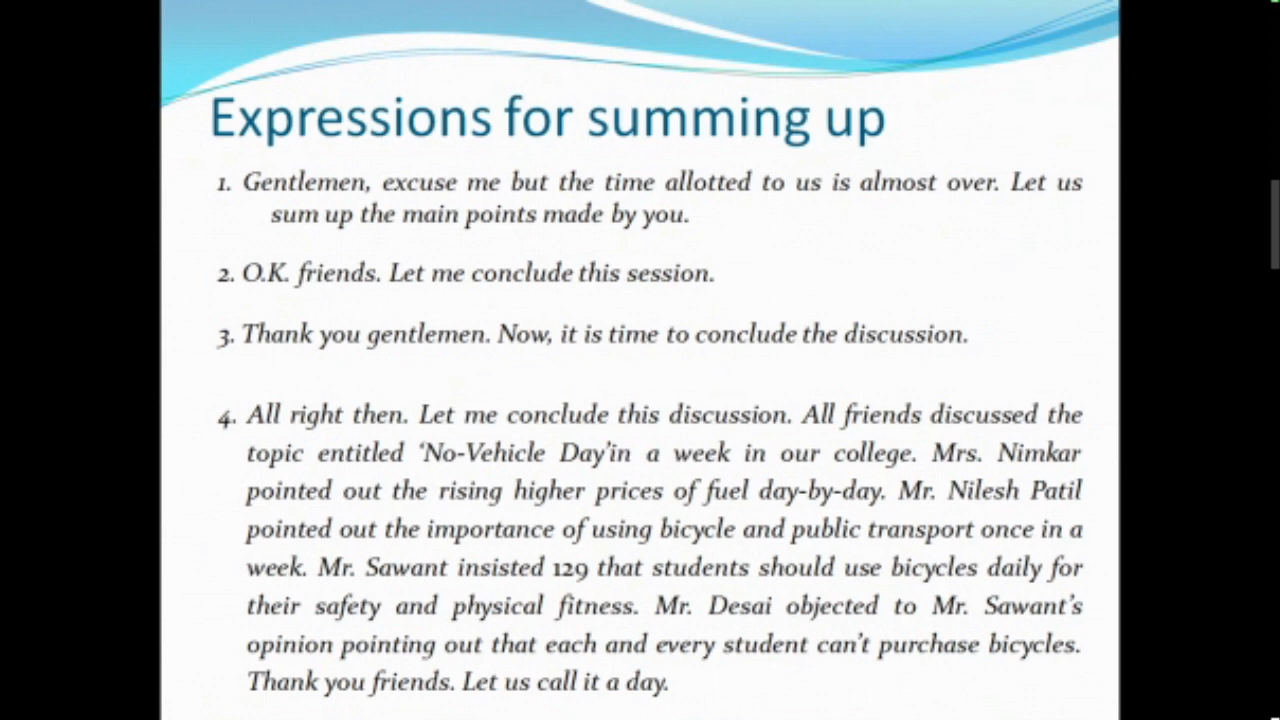 Expressions for summing up
1. Gentlemen, excuse me but the time allotted to us is almost over. Let us
sum up the main points made by you.
2. O.K. friends. Let me conclude this session.
3. Thank you gentlemen. Now, it is time to conclude the discussion.
4. All right then. Let me conclude this discussion. All friends discussed the
topic entitled ‘No-Vehicle Day’in a week in our college. Mrs. Nimkar
pointed out the rising higher prices of fuel day-by-day. Mr. Nilesh Patil
pointed out the importance of using bicycle and public transport once in a
week. Mr. Sawant insisted 129 that students should use bicycles daily for
their safety and physical fitness. Mr. Desai objected to Mr. Sawant’s
opinion pointing out that each and every student can’t purchase bicycles.
Thank you friends. Let us call it a day.